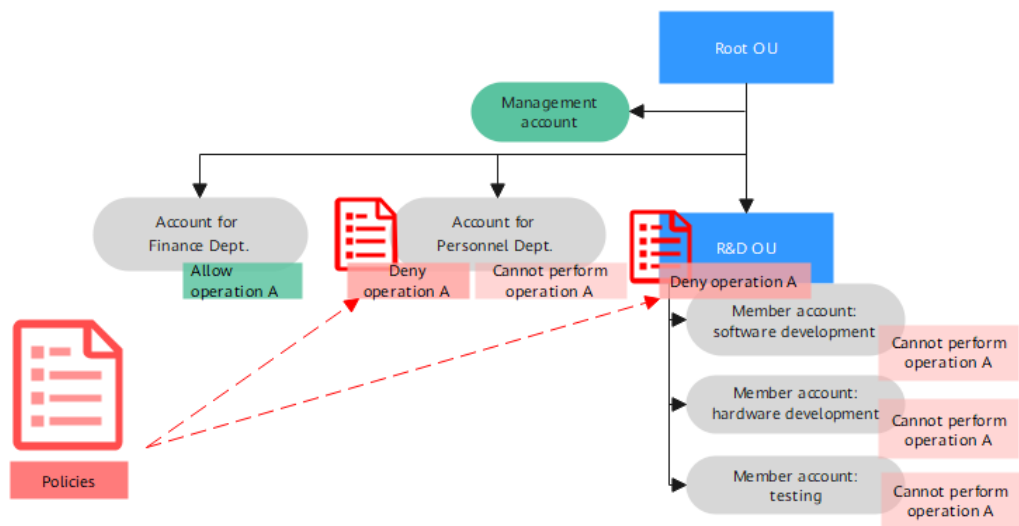 Root OU
Management
account
Account for
Finance Dept.
Allow
operation A
Account for
Personnel Dept.
Deny
operation A
Cannot perform
operation A
R&D OU
Deny operation A
Member account:
software development
Cannot perform
operation A
Member account:
hardware development
Cannot perform
operation A
Member account:
testing
Cannot perform
operation A
Policies